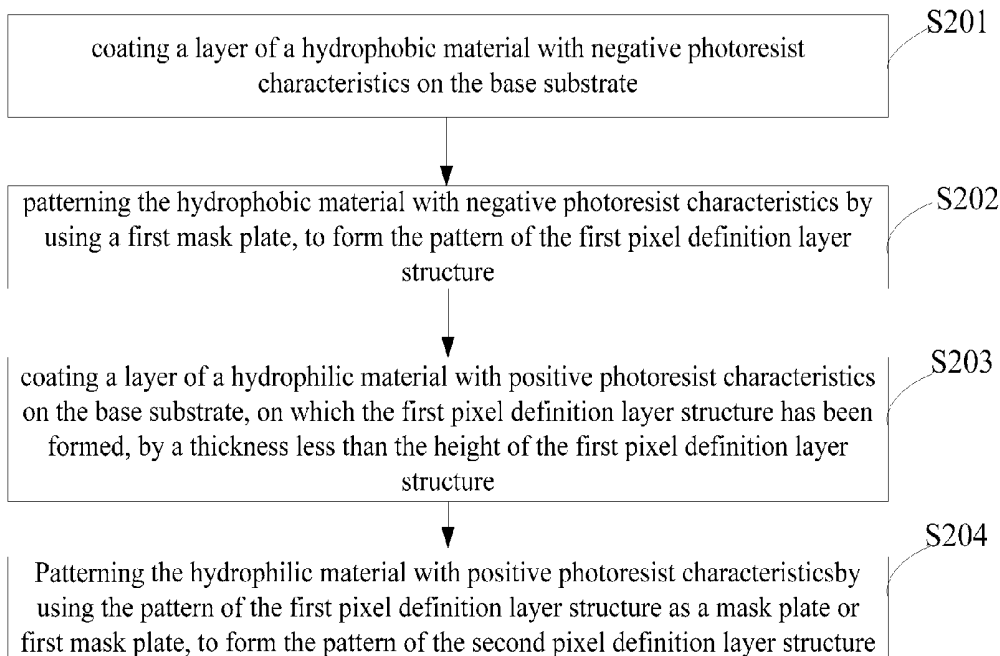 S201
coating a layer of a hydrophobic material with negative photoresist
characteristics on the base substrate
S202
patterning the hydrophobic material with negative photoresist characteristics by
using a first mask plate, to form the pattern of the first pixel definition layer
structure
S203
coating a layer of a hydrophilic material with positive photoresist characteristics
on the base substrate, on which the first pixel definition layer structure has been
formed, by a thickness less than the height of the first pixel definition layer
structure
S204
Patterning the hydrophilic material with positive photoresist characteristicsby
using the pattern of the first pixel definition layer structure as a mask plate or
first mask plate, to form the pattern of the second pixel definition layer structure